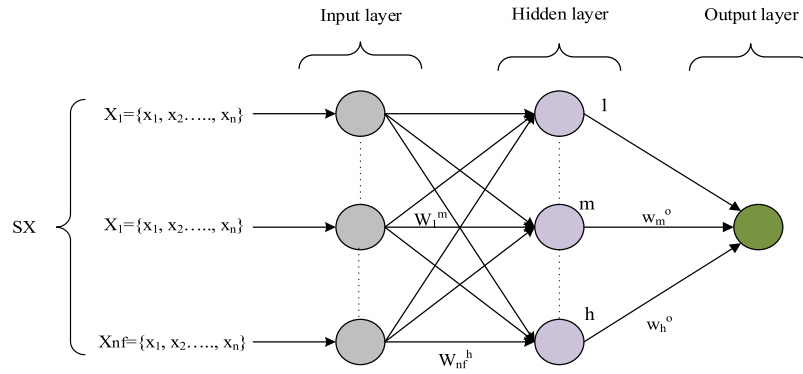 Input layer
Hidden layer
Output layer
X₁={x₁, x₂....., xₙ}
l
SX
X₁={x₁, x₂....., xₙ}
W₁ᵐ
m
wₘᵒ
Xnf={x₁, x₂....., xₙ}
h
Wₙfʰ
wₕᵒ